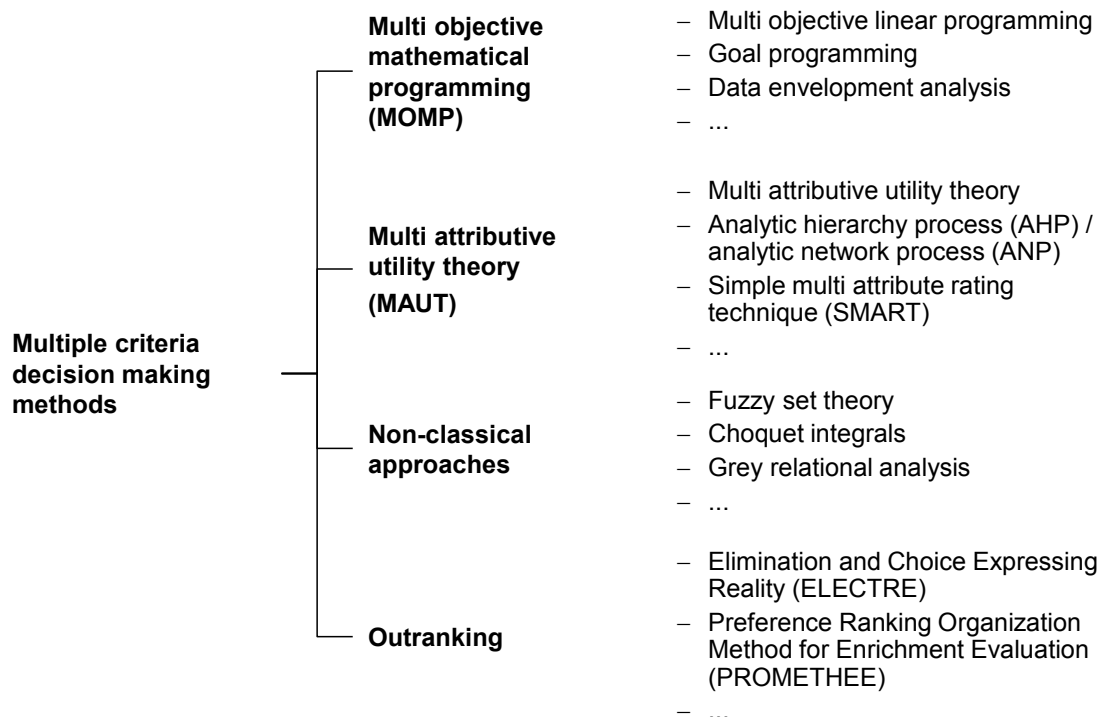 Multiple criteria
decision making
methods
Multi objective
mathematical
programming
(MOMP)
– Multi objective linear programming
– Goal programming
– Data envelopment analysis
– ...
Multi attributive
utility theory
(MAUT)
– Multi attributive utility theory
– Analytic hierarchy process (AHP) /
analytic network process (ANP)
– Simple multi attribute rating
technique (SMART)
– ...
Non-classical
approaches
– Fuzzy set theory
– Choquet integrals
– Grey relational analysis
– ...
Outranking
– Elimination and Choice Expressing
Reality (ELECTRE)
– Preference Ranking Organization
Method for Enrichment Evaluation
(PROMETHEE)
– ...